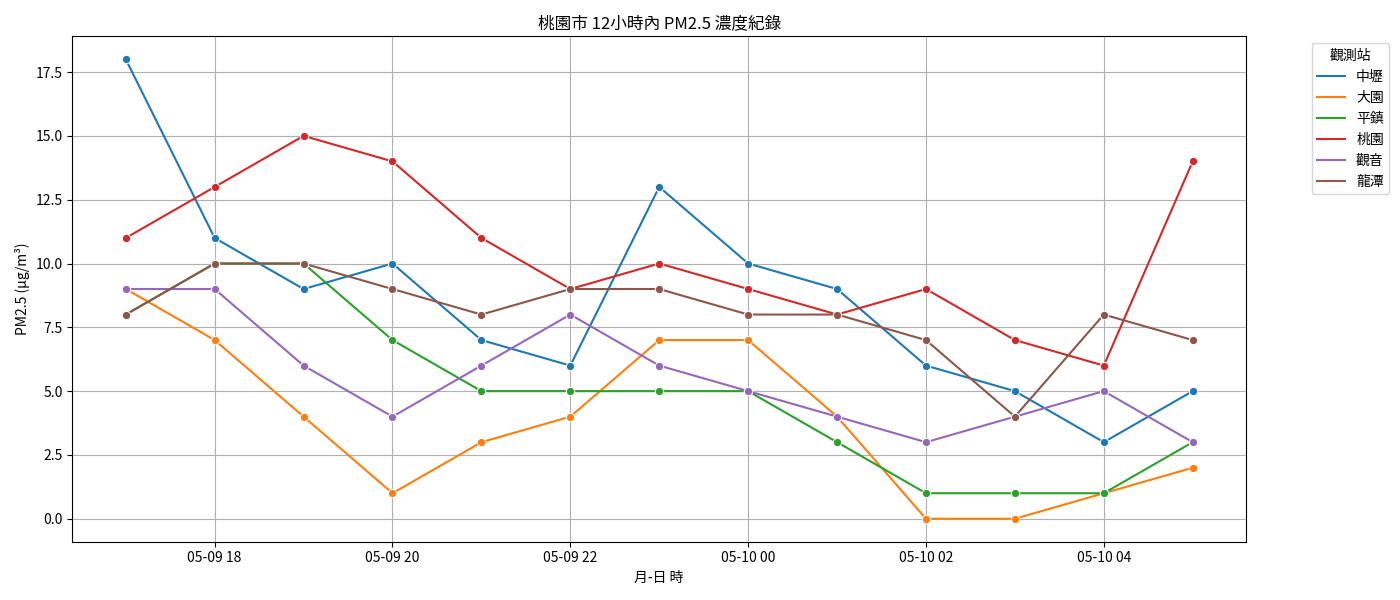 桃園市 12小時內 PM2.5 濃度紀錄
觀測站
中壢
大園
平鎮
桃園
觀音
龍潭
PM2.5 (μg/m³)
17.5
15.0
12.5
10.0
7.5
5.0
2.5
0.0
05-09 18
05-09 20
05-09 22
05-10 00
05-10 02
05-10 04
月-日 時